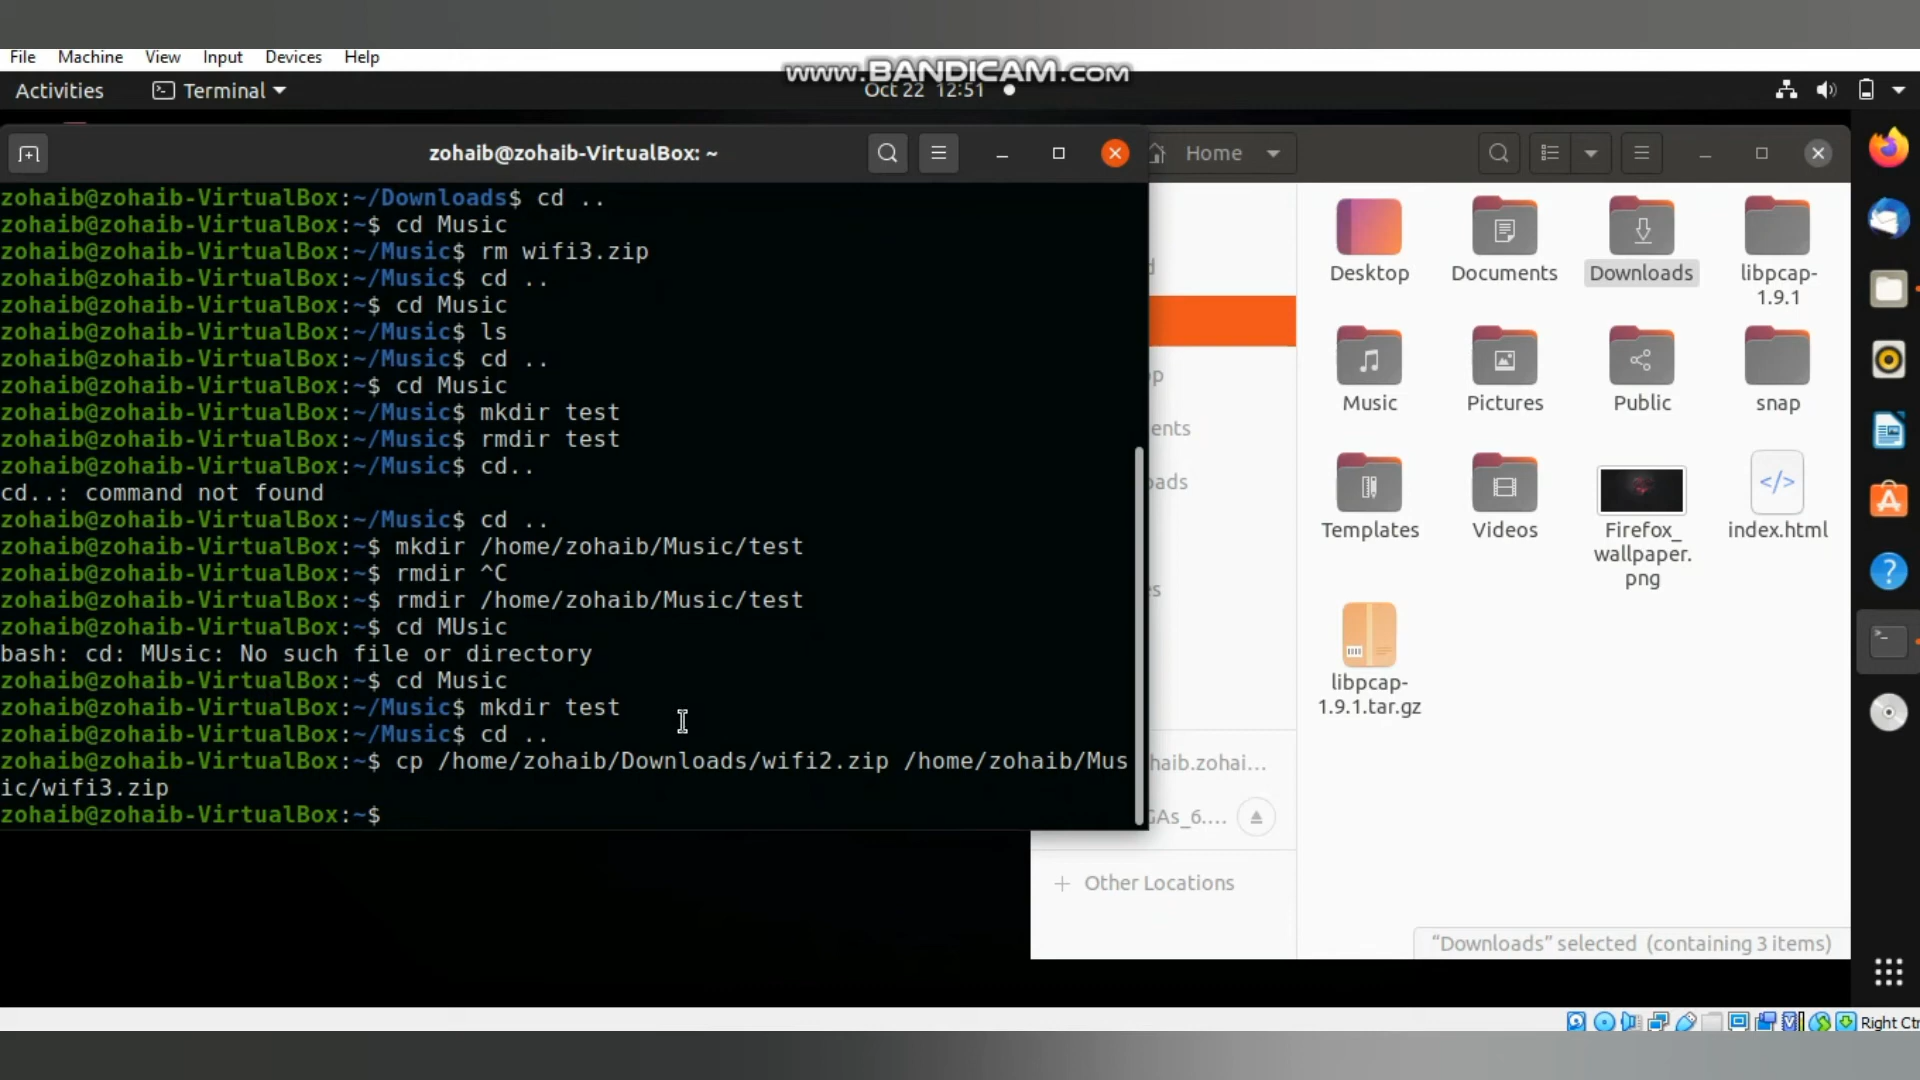 File Machine View Input Devices Help
www.BANDICAM.com
Activities Terminal Oct 22 12:51
zohaib@zohaib-VirtualBox: ~
Home
zohaib@zohaib-VirtualBox:~/Downloads$ cd ..
zohaib@zohaib-VirtualBox:~$ cd Music
zohaib@zohaib-VirtualBox:~/Music$ rm wifi3.zip
zohaib@zohaib-VirtualBox:~/Music$ cd ..
zohaib@zohaib-VirtualBox:~$ cd Music
zohaib@zohaib-VirtualBox:~/Music$ ls
zohaib@zohaib-VirtualBox:~/Music$ cd ..
zohaib@zohaib-VirtualBox:~$ cd Music
zohaib@zohaib-VirtualBox:~/Music$ mkdir test
zohaib@zohaib-VirtualBox:~/Music$ rmdir test
zohaib@zohaib-VirtualBox:~/Music$ cd..
cd..: command not found
zohaib@zohaib-VirtualBox:~/Music$ cd ..
zohaib@zohaib-VirtualBox:~$ mkdir /home/zohaib/Music/test
zohaib@zohaib-VirtualBox:~$ rmdir ^C
zohaib@zohaib-VirtualBox:~$ rmdir /home/zohaib/Music/test
zohaib@zohaib-VirtualBox:~$ cd MUsic
bash: cd: MUsic: No such file or directory
zohaib@zohaib-VirtualBox:~$ cd Music
zohaib@zohaib-VirtualBox:~/Music$ mkdir test
zohaib@zohaib-VirtualBox:~/Music$ cd ..
zohaib@zohaib-VirtualBox:~$ cp /home/zohaib/Downloads/wifi2.zip /home/zohaib/Mus
ic/wifi3.zip
zohaib@zohaib-VirtualBox:~$
d
op
ents
oads
es
haib.zohai...
GAs_6....
+ Other Locations
Desktop
Documents
Downloads
libpcap-
1.9.1
Music
Pictures
Public
snap
Templates
Videos
Firefox_
wallpaper.
png
index.html
libpcap-
1.9.1.tar.gz
“Downloads” selected (containing 3 items)
Right Ctr